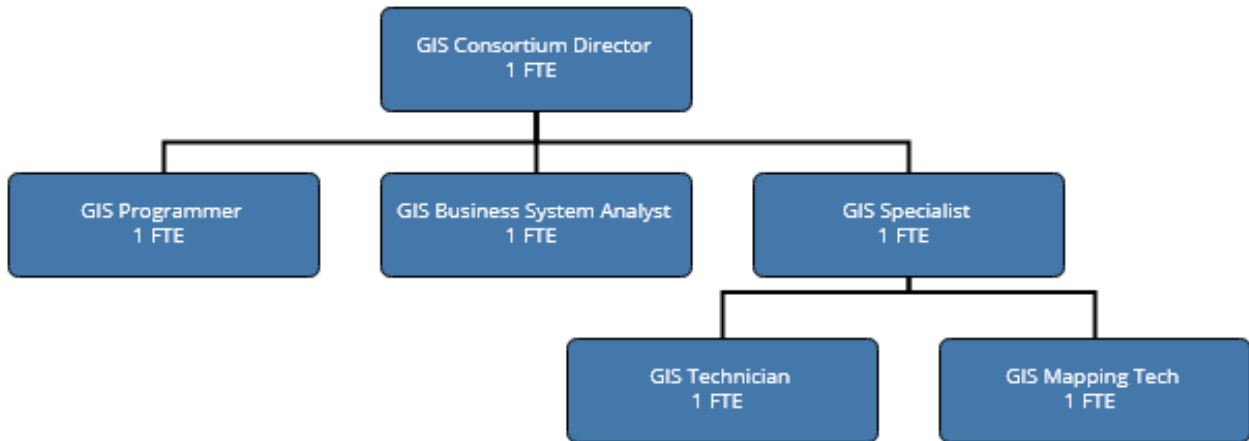 GIS Consortium Director
1 FTE
GIS Programmer
1 FTE
GIS Business System Analyst
1 FTE
GIS Specialist
1 FTE
GIS Technician
1 FTE
GIS Mapping Tech
1 FTE